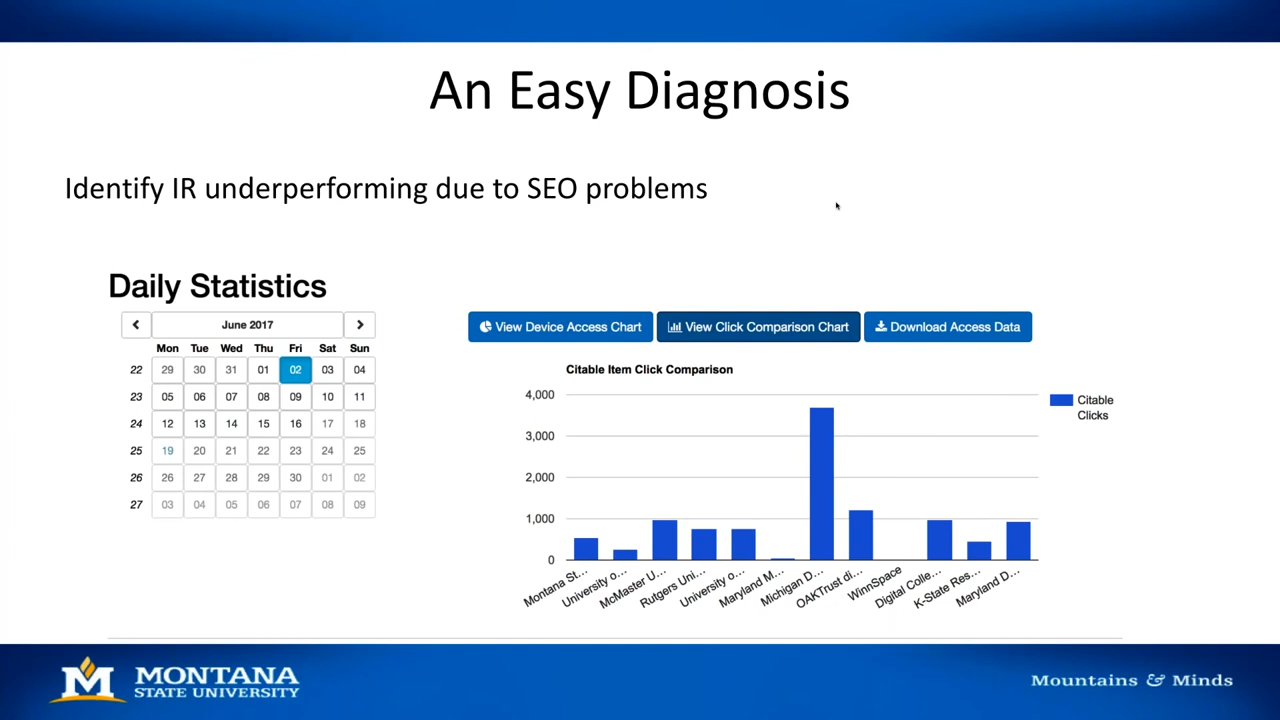 An Easy Diagnosis
Identify IR underperforming due to SEO problems
Daily Statistics
June 2017
Mon Tue Wed Thu Fri Sat Sun
22 29 30 31 01 02 03 04
23 05 06 07 08 09 10 11
24 12 13 14 15 16 17 18
25 19 20 21 22 23 24 25
26 26 27 28 29 30 01 02
27 03 04 05 06 07 08 09
View Device Access Chart View Click Comparison Chart Download Access Data
Citable Item Click Comparison
4,000
3,000
2,000
1,000
0
Citable
Clicks
Montana St...
University o...
McMaster U...
Rutgers Uni...
University o...
Maryland M...
Michigan D...
OAKTrust di...
WinnSpace
Digital Colle...
K-State Res...
Maryland D...
M MONTANA
STATE UNIVERSITY
Mountains & Minds